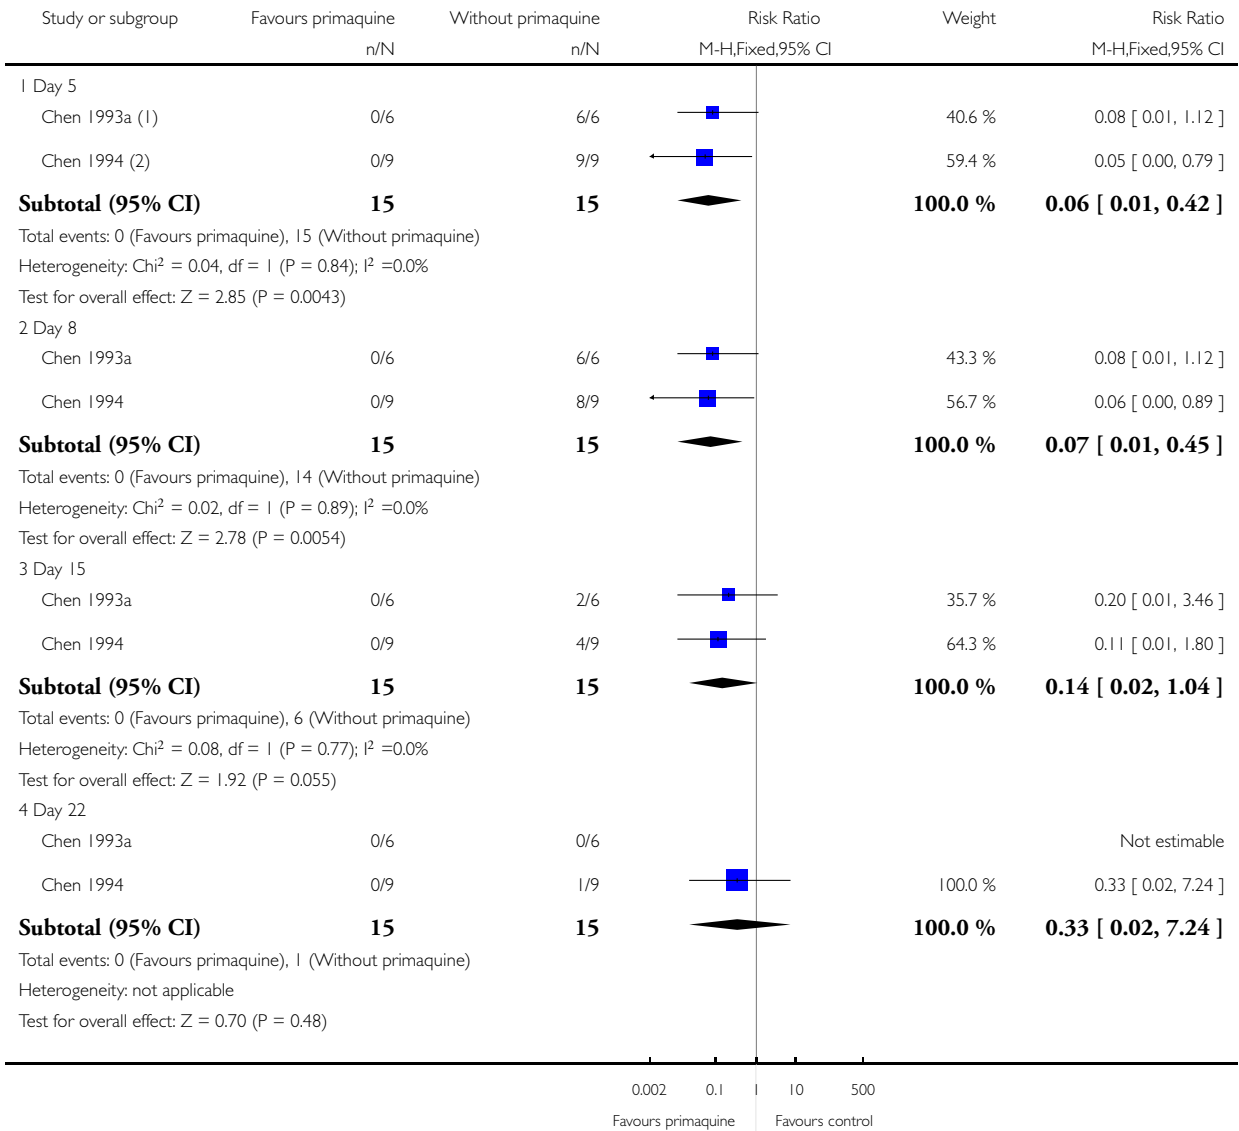 Study or subgroup Favours primaquine Without primaquine Risk Ratio Weight Risk Ratio
n/N n/N M-H,Fixed,95% CI M-H,Fixed,95% CI
1 Day 5
Chen 1993a (1) 0/6 6/6 40.6 % 0.08 [ 0.01, 1.12 ]
Chen 1994 (2) 0/9 9/9 59.4 % 0.05 [ 0.00, 0.79 ]
Subtotal (95% CI) 15 15 100.0 % 0.06 [ 0.01, 0.42 ]
Total events: 0 (Favours primaquine), 15 (Without primaquine)
Heterogeneity: Chi² = 0.04, df = 1 (P = 0.84); I² =0.0%
Test for overall effect: Z = 2.85 (P = 0.0043)
2 Day 8
Chen 1993a 0/6 6/6 43.3 % 0.08 [ 0.01, 1.12 ]
Chen 1994 0/9 8/9 56.7 % 0.06 [ 0.00, 0.89 ]
Subtotal (95% CI) 15 15 100.0 % 0.07 [ 0.01, 0.45 ]
Total events: 0 (Favours primaquine), 14 (Without primaquine)
Heterogeneity: Chi² = 0.02, df = 1 (P = 0.89); I² =0.0%
Test for overall effect: Z = 2.78 (P = 0.0054)
3 Day 15
Chen 1993a 0/6 2/6 35.7 % 0.20 [ 0.01, 3.46 ]
Chen 1994 0/9 4/9 64.3 % 0.11 [ 0.01, 1.80 ]
Subtotal (95% CI) 15 15 100.0 % 0.14 [ 0.02, 1.04 ]
Total events: 0 (Favours primaquine), 6 (Without primaquine)
Heterogeneity: Chi² = 0.08, df = 1 (P = 0.77); I² =0.0%
Test for overall effect: Z = 1.92 (P = 0.055)
4 Day 22
Chen 1993a 0/6 0/6 Not estimable
Chen 1994 0/9 1/9 100.0 % 0.33 [ 0.02, 7.24 ]
Subtotal (95% CI) 15 15 100.0 % 0.33 [ 0.02, 7.24 ]
Total events: 0 (Favours primaquine), 1 (Without primaquine)
Heterogeneity: not applicable
Test for overall effect: Z = 0.70 (P = 0.48)
0.002 0.1 1 10 500
Favours primaquine Favours control